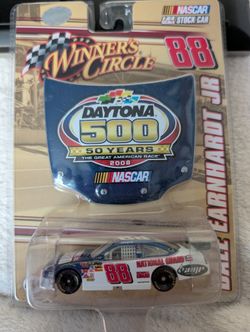 NASCAR
1:64 STOCK CAR
WINNER'S
CIRCLE
88
DAYTONA
500
50 YEARS
THE GREAT AMERICAN RACE
2008
NASCAR
DALE EARNHARDT JR
88
NATIONAL GUARD